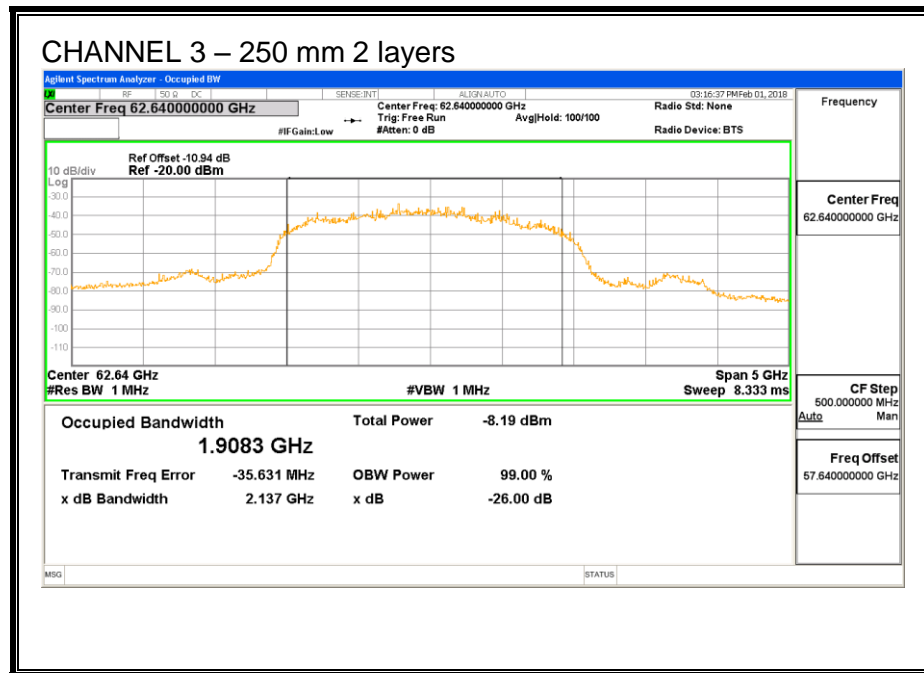 CHANNEL 3 – 250 mm 2 layers
Agilent Spectrum Analyzer - Occupied BW
RF 50 Ω DC SENSE:INT ALIGN AUTO 03:16:37 PM Feb 01, 2018
Center Freq 62.640000000 GHz
Center Freq: 62.640000000 GHz Radio Std: None
Trig: Free Run Avg|Hold: 100/100
#IFGain:Low #Atten: 0 dB Radio Device: BTS
Ref Offset -10.94 dB
10 dB/div Ref -20.00 dBm
Log
-30.0
-40.0
-50.0
-60.0
-70.0
-80.0
-90.0
-100
-110
Center 62.64 GHz Span 5 GHz
#Res BW 1 MHz #VBW 1 MHz Sweep 8.333 ms
Occupied Bandwidth Total Power -8.19 dBm
1.9083 GHz
Transmit Freq Error -35.631 MHz OBW Power 99.00 %
x dB Bandwidth 2.137 GHz x dB -26.00 dB
MSG STATUS
Frequency
Center Freq
62.640000000 GHz
CF Step
500.000000 MHz
Auto Man
Freq Offset
57.640000000 GHz